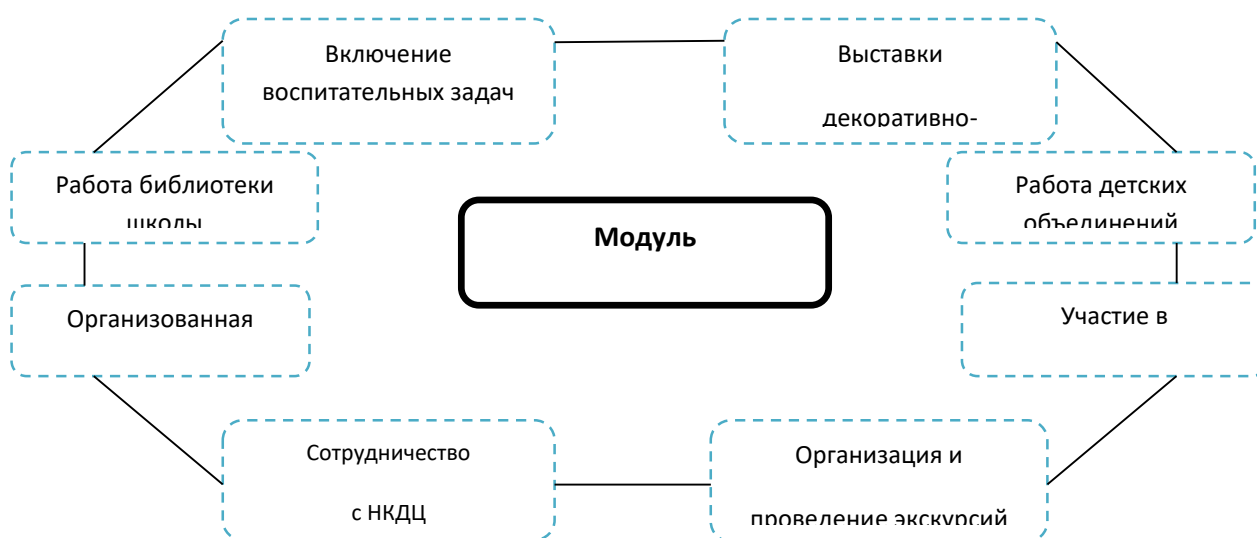 Включение
воспитательных задач
Выставки
декоративно-
Работа библиотеки
школы
Работа детских
объединений
Модуль
Организованная
Участие в
Сотрудничество
с НКДЦ
Организация и
проведение экскурсий